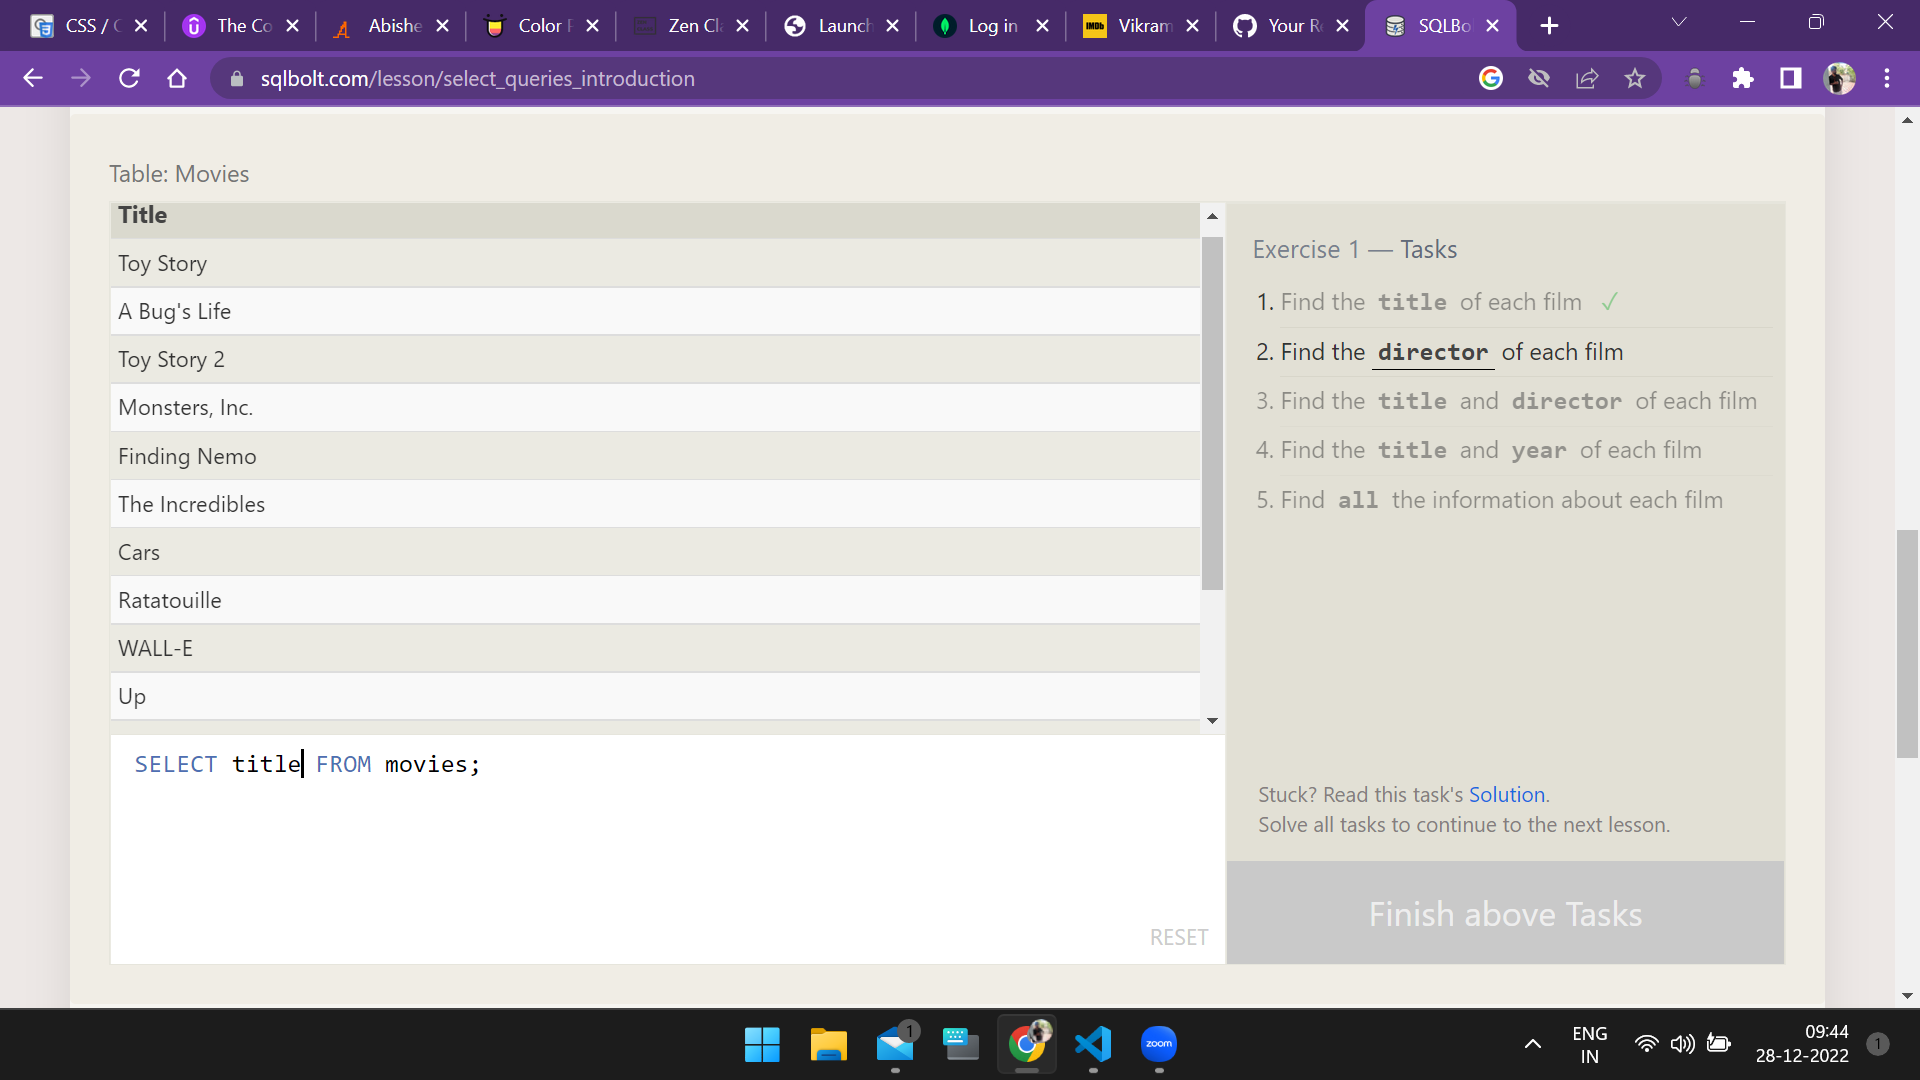 CSS / C
The Co
Abishe
Color P
Zen Cl
Launch
Log in
IMDb
Vikram
Your Re
SQLBo
sqlbolt.com/lesson/select_queries_introduction
Table: Movies
Title
Toy Story
A Bug's Life
Toy Story 2
Monsters, Inc.
Finding Nemo
The Incredibles
Cars
Ratatouille
WALL-E
Up
SELECT title FROM movies;
RESET
Exercise 1 — Tasks
1. Find the title of each film ✓
2. Find the director of each film
3. Find the title and director of each film
4. Find the title and year of each film
5. Find all the information about each film
Stuck? Read this task's Solution.
Solve all tasks to continue to the next lesson.
Finish above Tasks
1
zoom
ENG
IN
09:44
28-12-2022
1